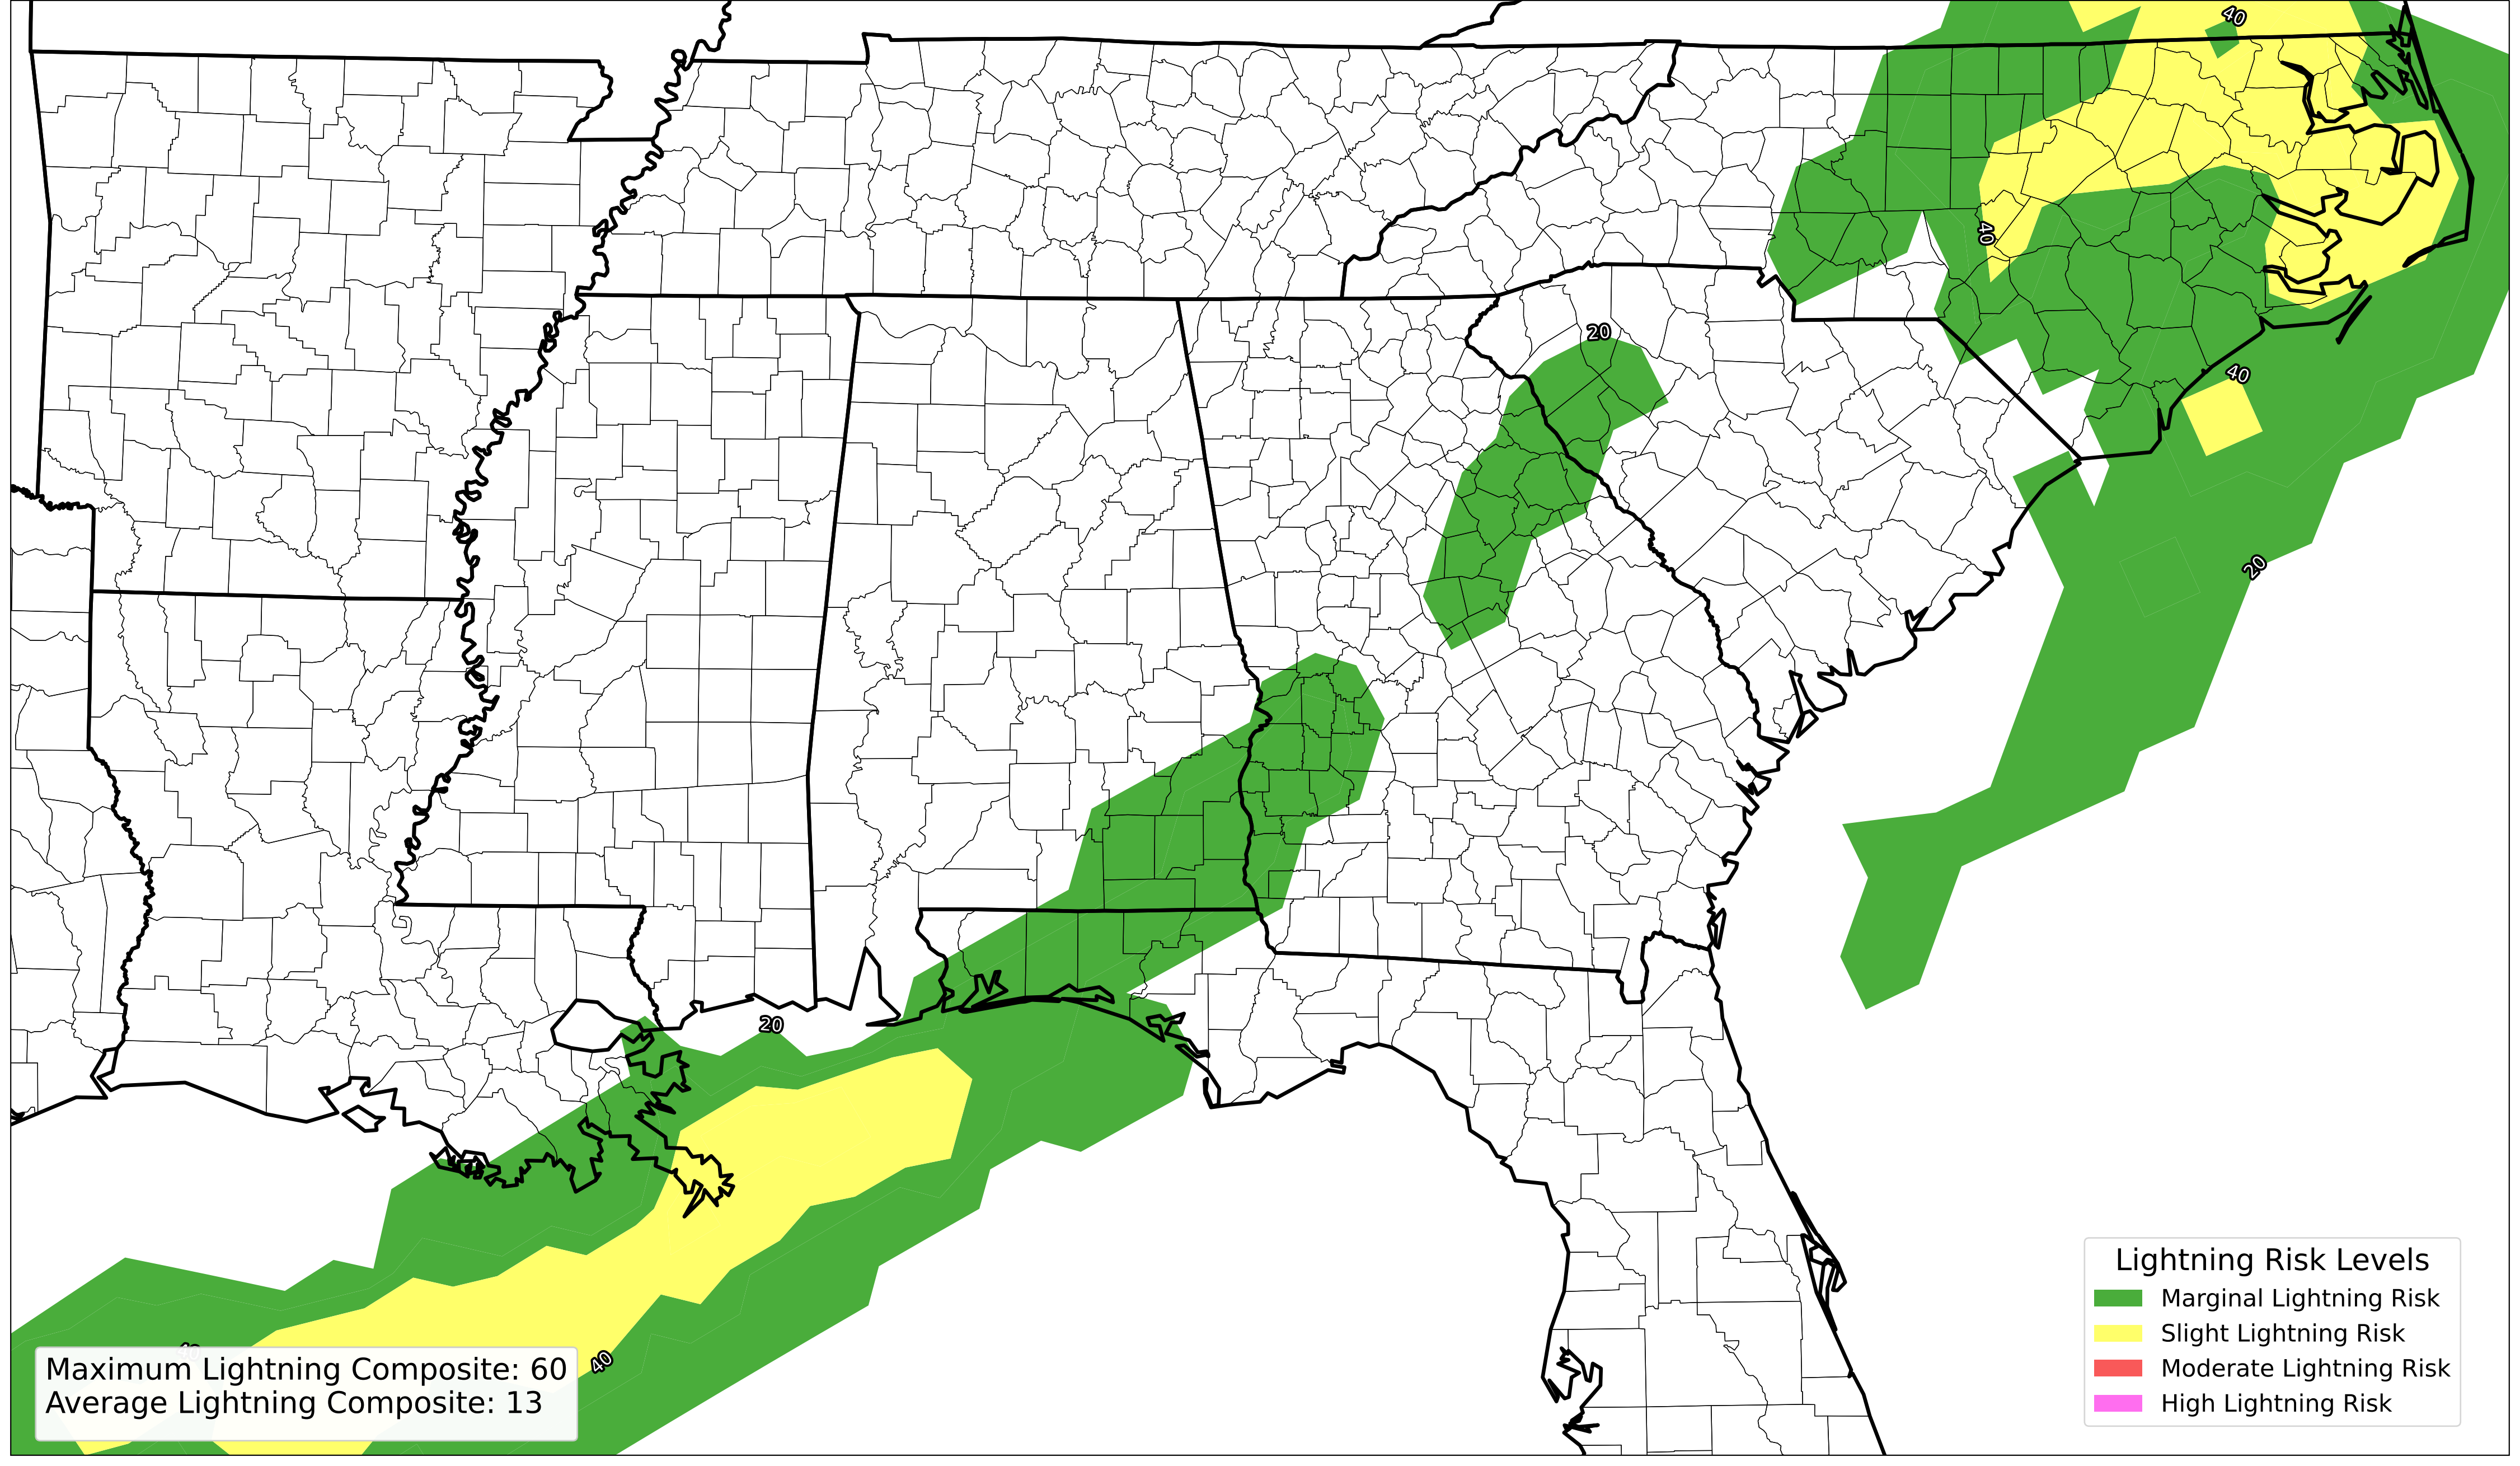 40
40
20
40
20
20
40
Lightning Risk Levels
Marginal Lightning Risk
Slight Lightning Risk
Moderate Lightning Risk
High Lightning Risk
Maximum Lightning Composite: 60
Average Lightning Composite: 13